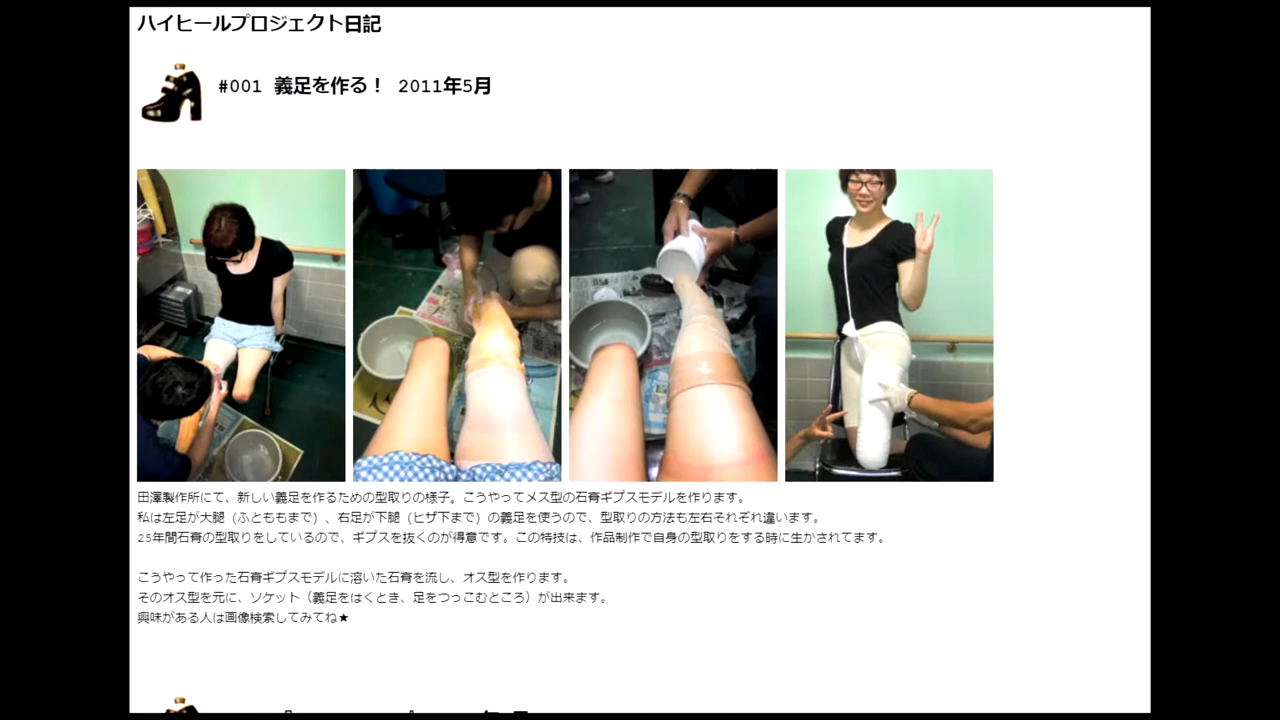 ハイヒールプロジェクト日記
#001 義足を作る！ 2011年5月
田澤製作所にて、新しい義足を作るための型取りの様子。こうやってメス型の石膏ギプスモデルを作ります。
私は左足が大腿（ふとももまで）、右足が下腿（ヒザ下まで）の義足を使うので、型取りの方法も左右それぞれ違います。
25年間石膏の型取りをしているので、ギプスを抜くのが得意です。この特技は、作品制作で自身の型取りをする時に生かされてます。
こうやって作った石膏ギプスモデルに溶いた石膏を流し、オス型を作ります。
そのオス型を元に、ソケット（義足をはくとき、足をつっこむところ）が出来ます。
興味がある人は画像検索してみてね★